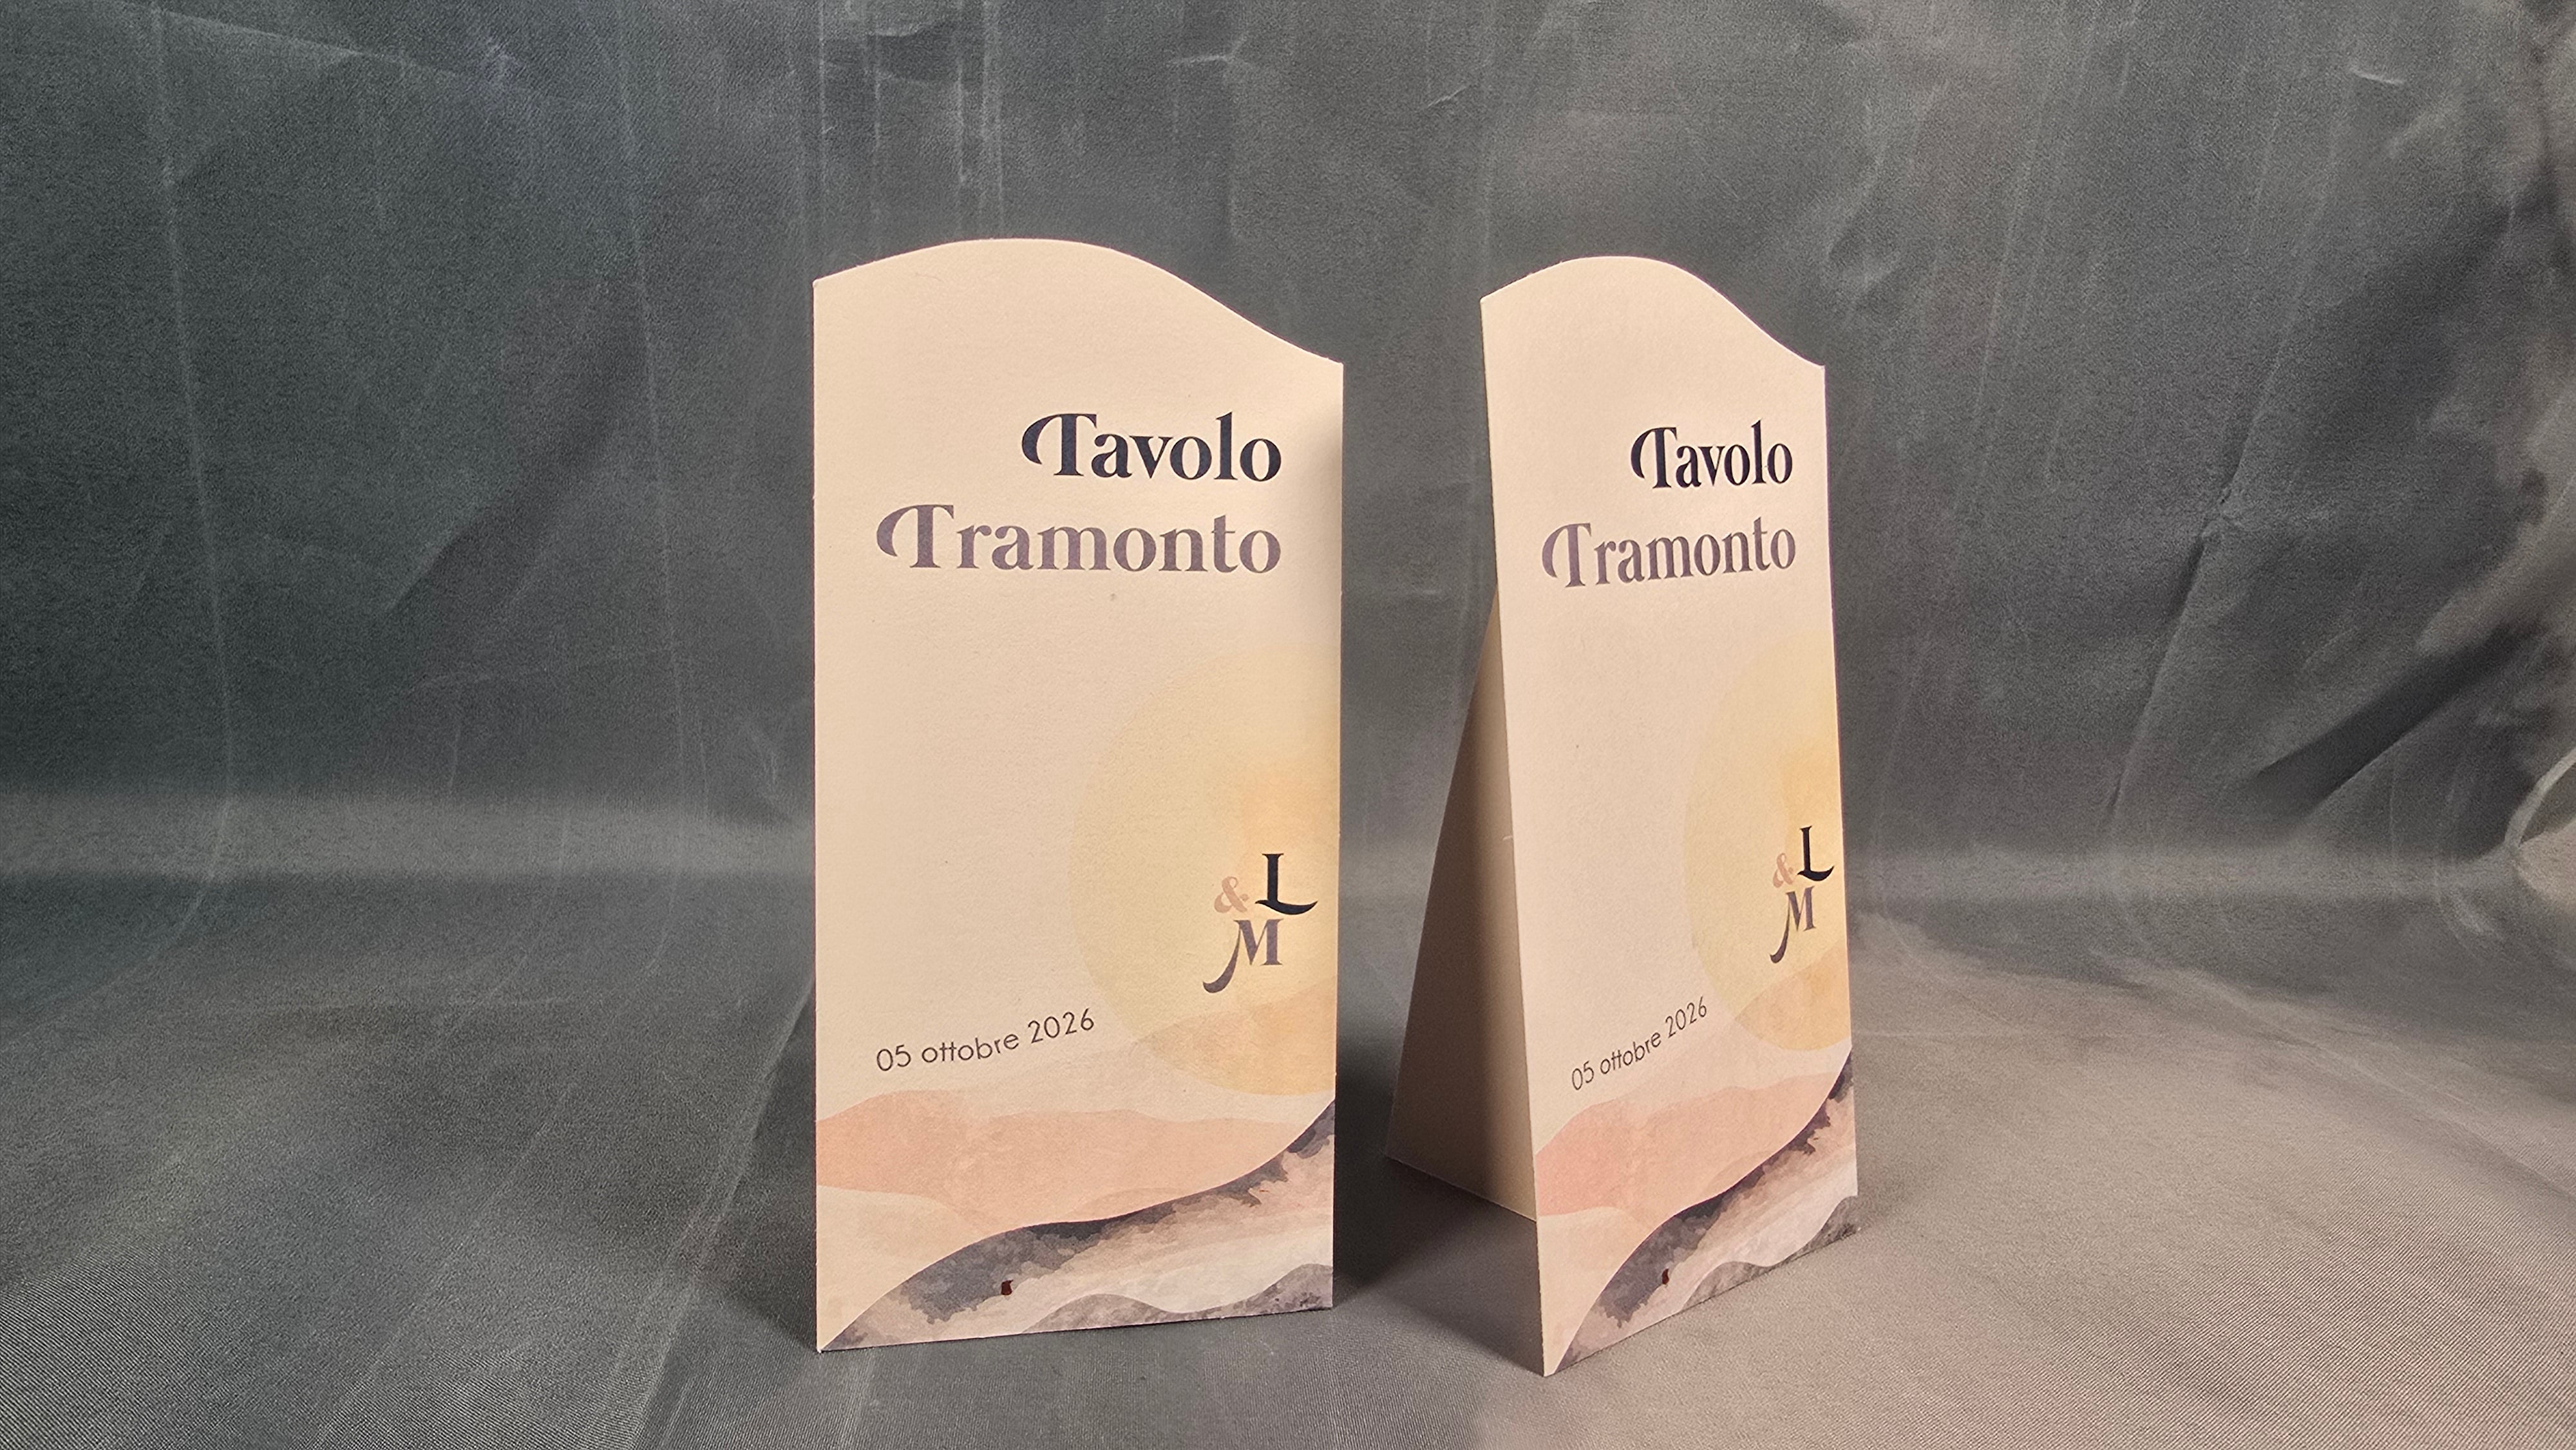 Tavolo
Tramonto
& L
M
05 ottobre 2026
Tavolo
Tramonto
& L
M
05 ottobre 2026